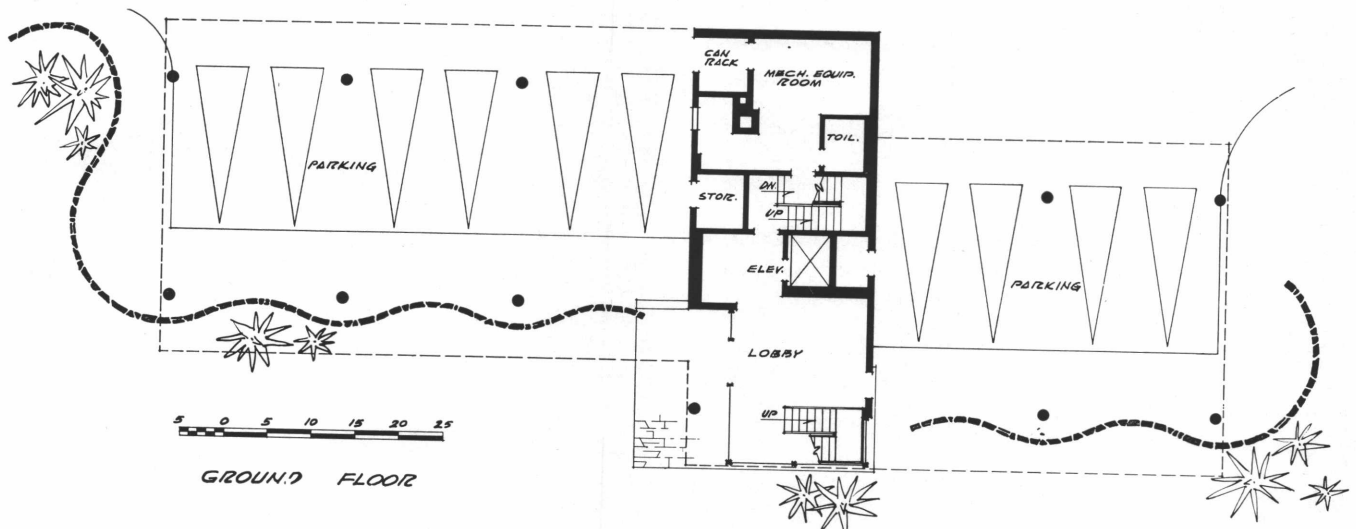 CAN
RACK
MECH. EQUIP.
ROOM
TOIL.
PARKING
STOR.
DN.
UP
ELEV.
PARKING
LOBBY
UP
5 0 5 10 15 20 25
GROUND FLOOR